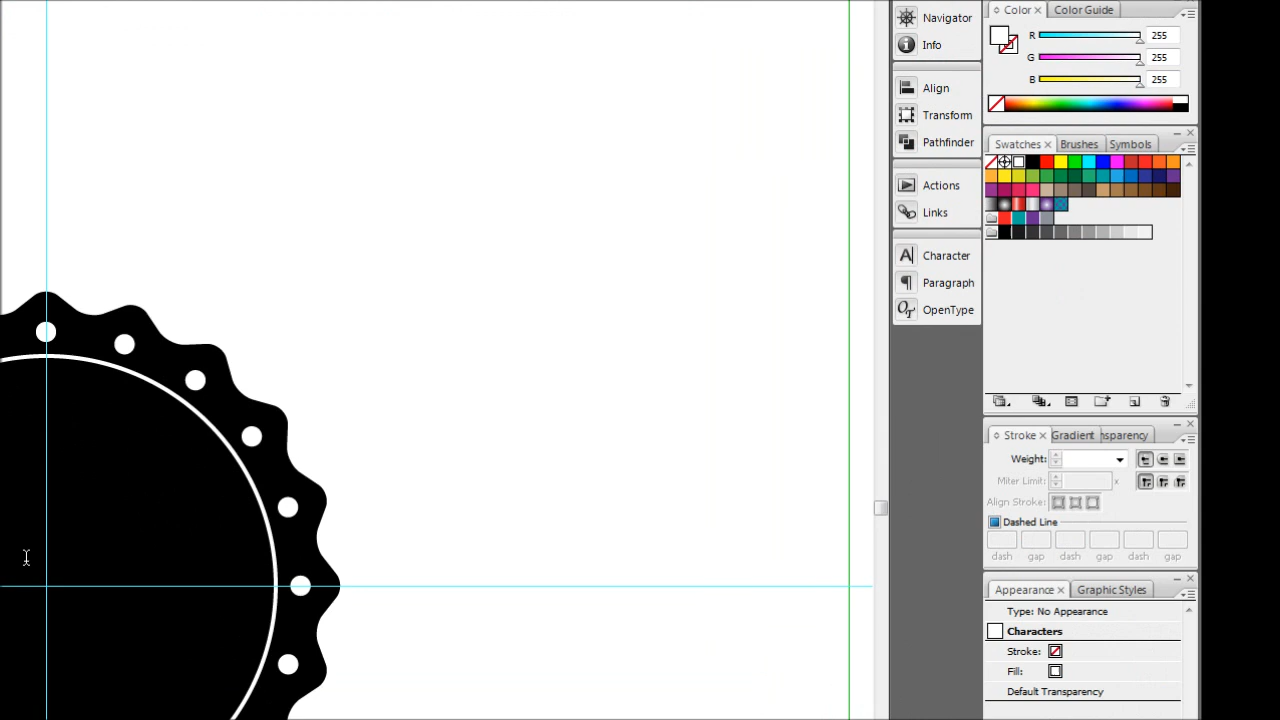 Navigator
Info
Align
Transform
Pathfinder
Actions
Links
Character
Paragraph
OpenType
Color Color Guide
R 255
G 255
B 255
Swatches Brushes Symbols
Stroke Gradient nsparency
Weight:
Miter Limit: x
Align Stroke:
Dashed Line
dash gap dash gap dash gap
Appearance Graphic Styles
Type: No Appearance
Characters
Stroke:
Fill:
Default Transparency